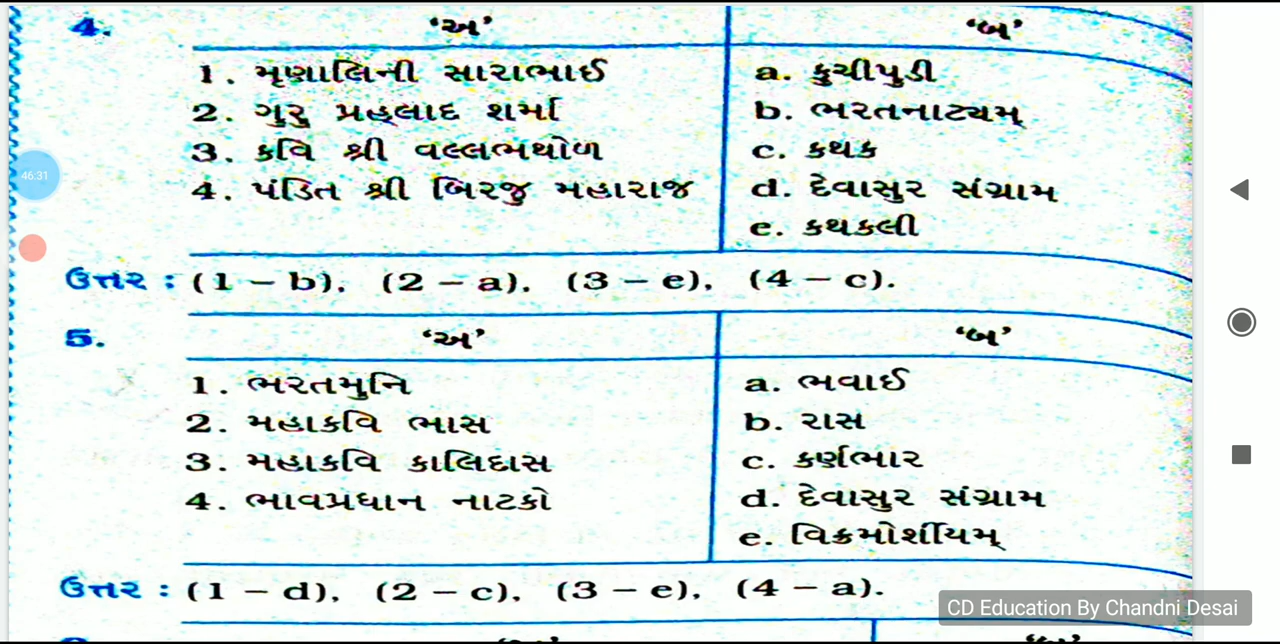 4. ‘અ’ ‘બ’
1. મૃણાલિની સારાભાઈ a. કુચીપુડી
2. ગુરુ પ્રહ્લાદ શર્મા b. ભરતનાટ્યમ્
3. કવિ શ્રી વલ્લભથોળ c. કથક
4. પંડિત શ્રી બિરજુ મહારાજ d. દેવાસુર સંગ્રામ
e. કથકલી
46:31
ઉત્તર : (1 – b), (2 – a), (3 – e), (4 – c).
5. ‘અ’ ‘બ’
1. ભરતમુનિ a. ભવાઈ
2. મહાકવિ ભાસ b. રાસ
3. મહાકવિ કાલિદાસ c. કર્ણભાર
4. ભાવપ્રધાન નાટકો d. દેવાસુર સંગ્રામ
e. વિક્રમોર્શીયમ્
ઉત્તર : (1 – d), (2 – c), (3 – e), (4 – a).
CD Education By Chandni Desai